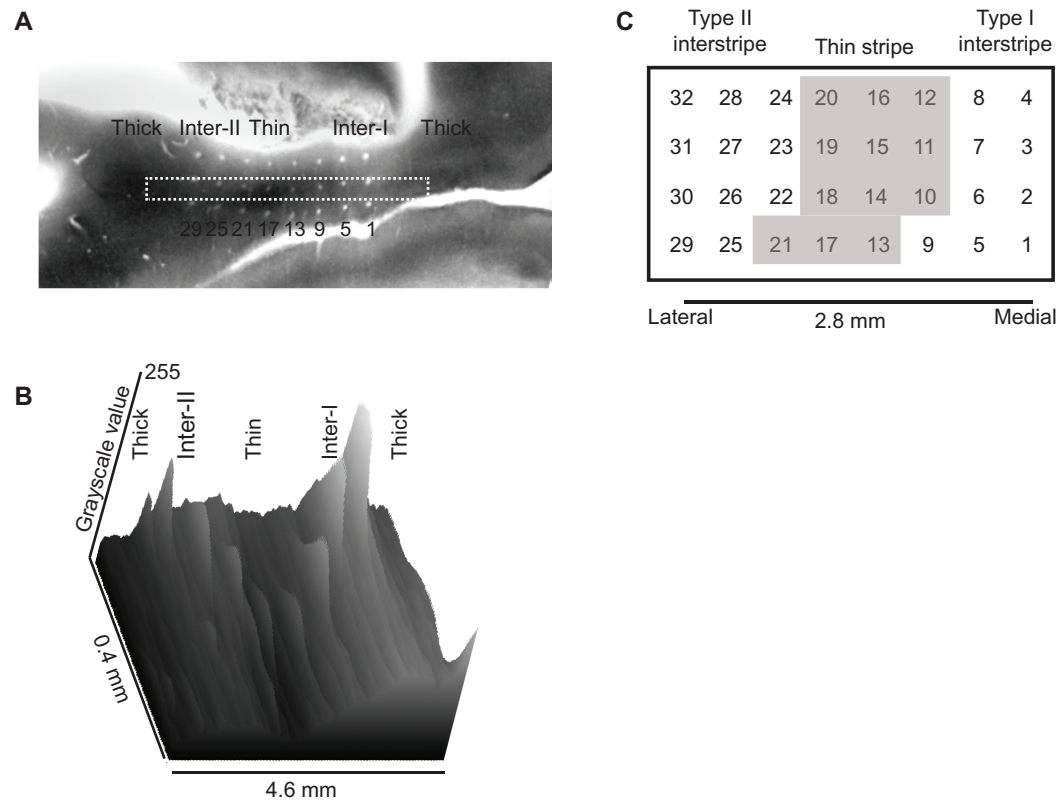 A
Thick Inter-II Thin Inter-I Thick
29 25 21 17 13 9 5 1
B
Grayscale value
255
Thick
Inter-II
Thin
Inter-I
Thick
0.4 mm
4.6 mm
C
Type II
interstripe
Thin stripe
Type I
interstripe
32 28 24 20 16 12 8 4
31 27 23 19 15 11 7 3
30 26 22 18 14 10 6 2
29 25 21 17 13 9 5 1
Lateral 2.8 mm Medial